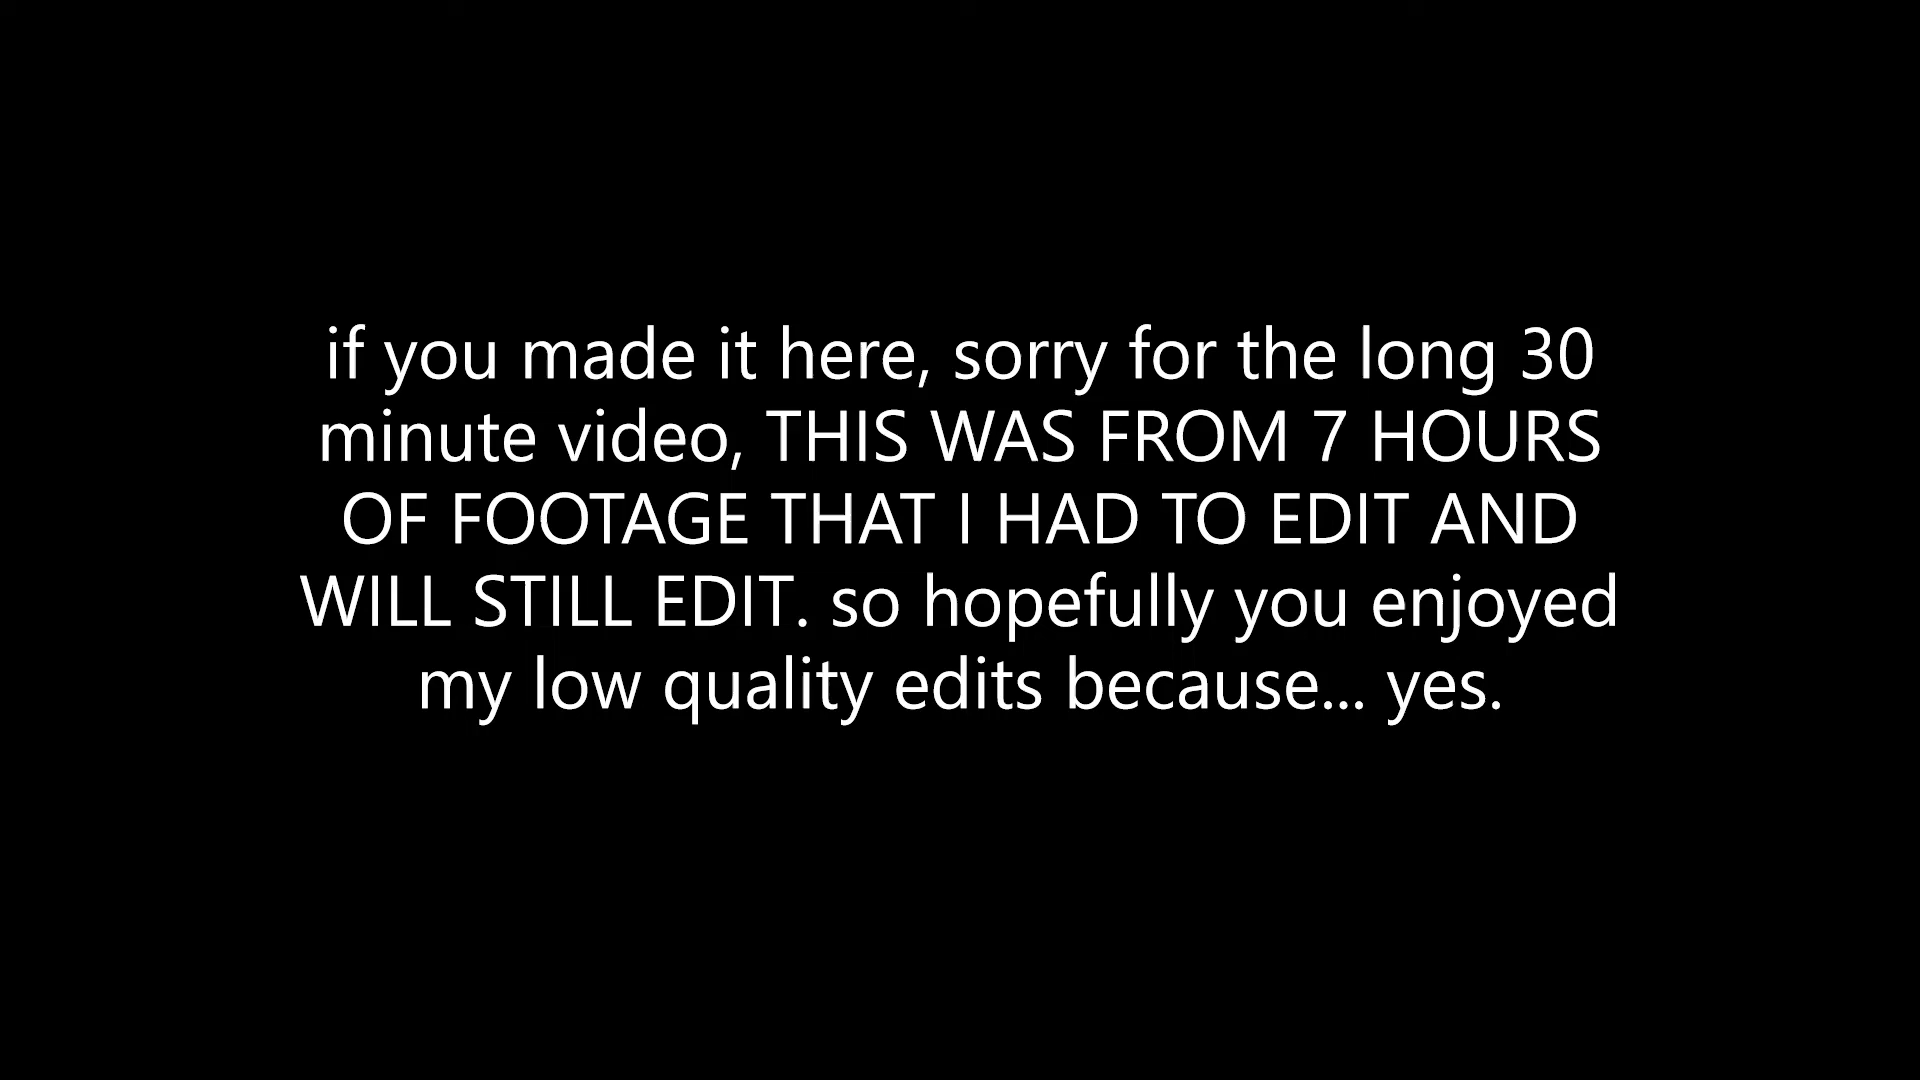 if you made it here, sorry for the long 30
minute video, THIS WAS FROM 7 HOURS
OF FOOTAGE THAT I HAD TO EDIT AND
WILL STILL EDIT. so hopefully you enjoyed
my low quality edits because... yes.